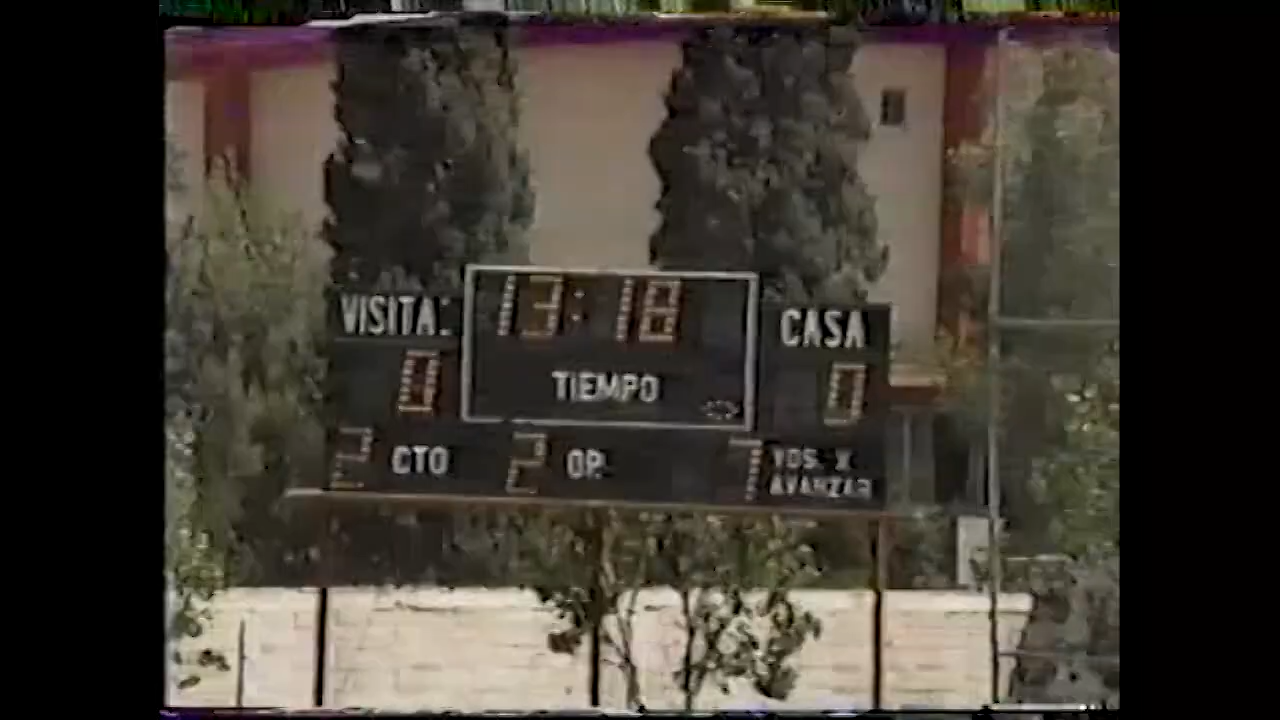 13:18
VISITA
TIEMPO
CASA
0
0
2 CTO
2 OP.
7 YDS. X
AVANZAR